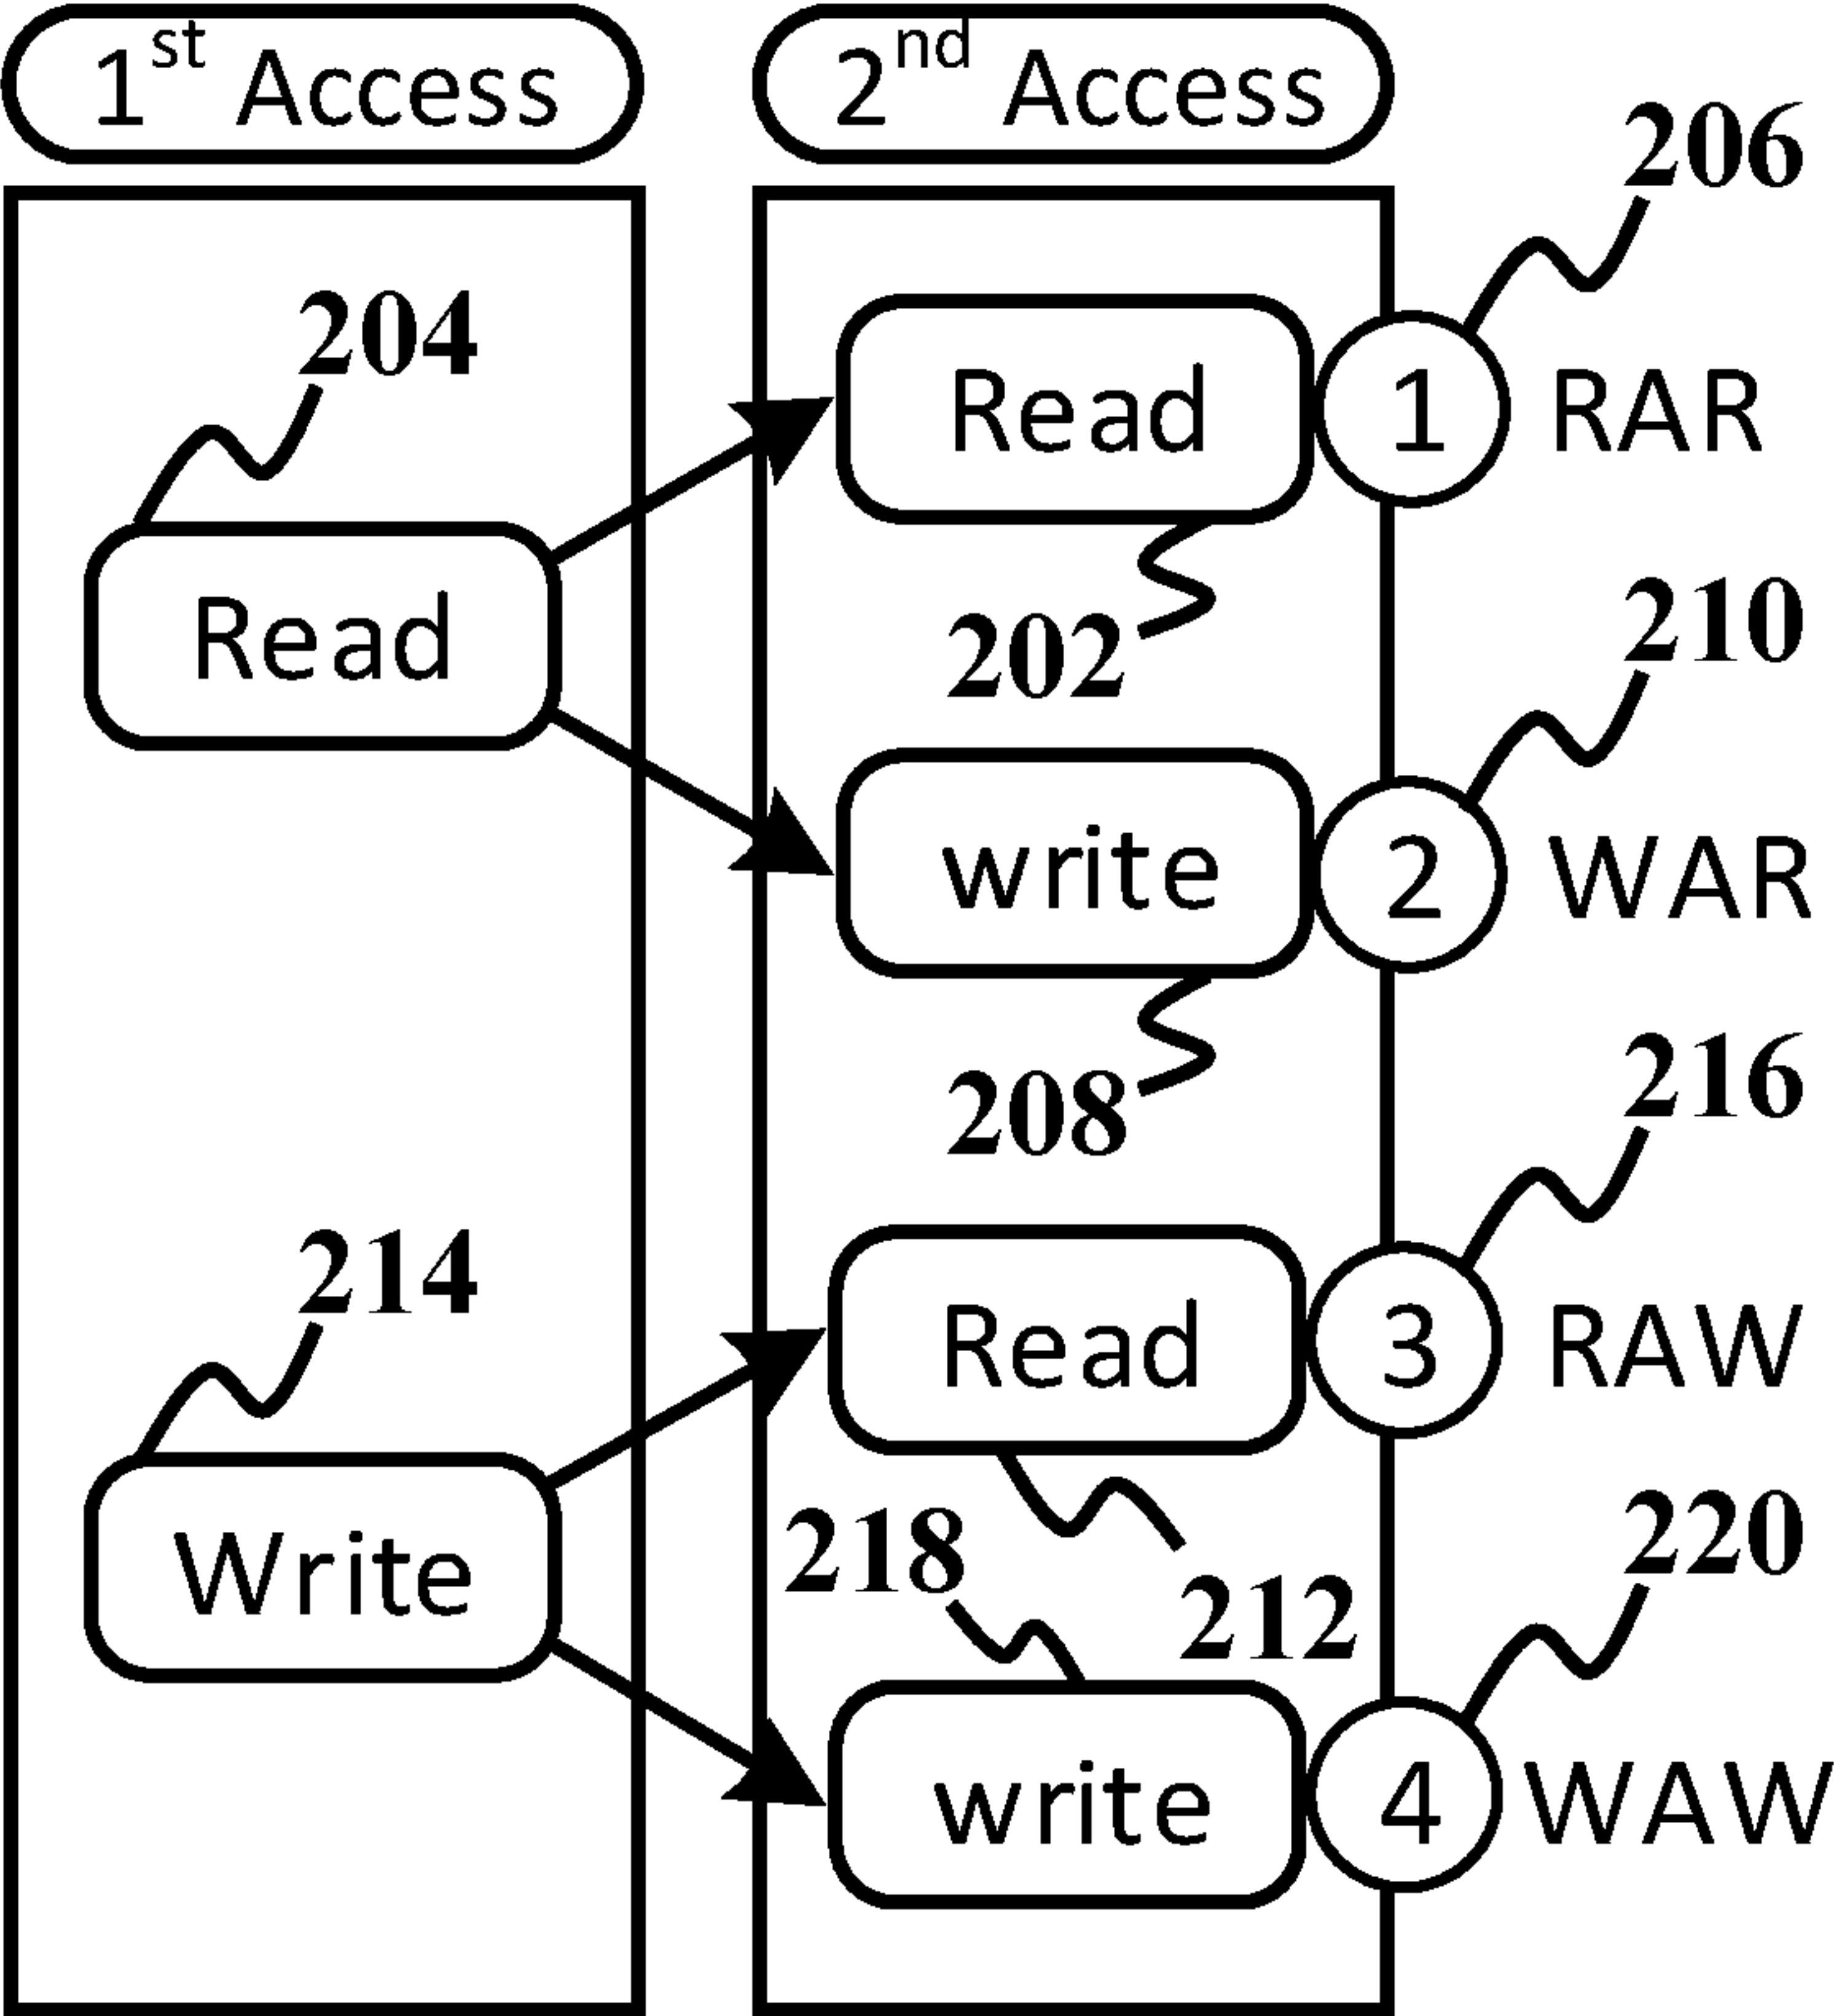 1st Access 2nd Access
206
204
Read 1 RAR
Read
202
210
write 2 WAR
208
216
214
Read 3 RAW
Write
218
220
212
write 4 WAW